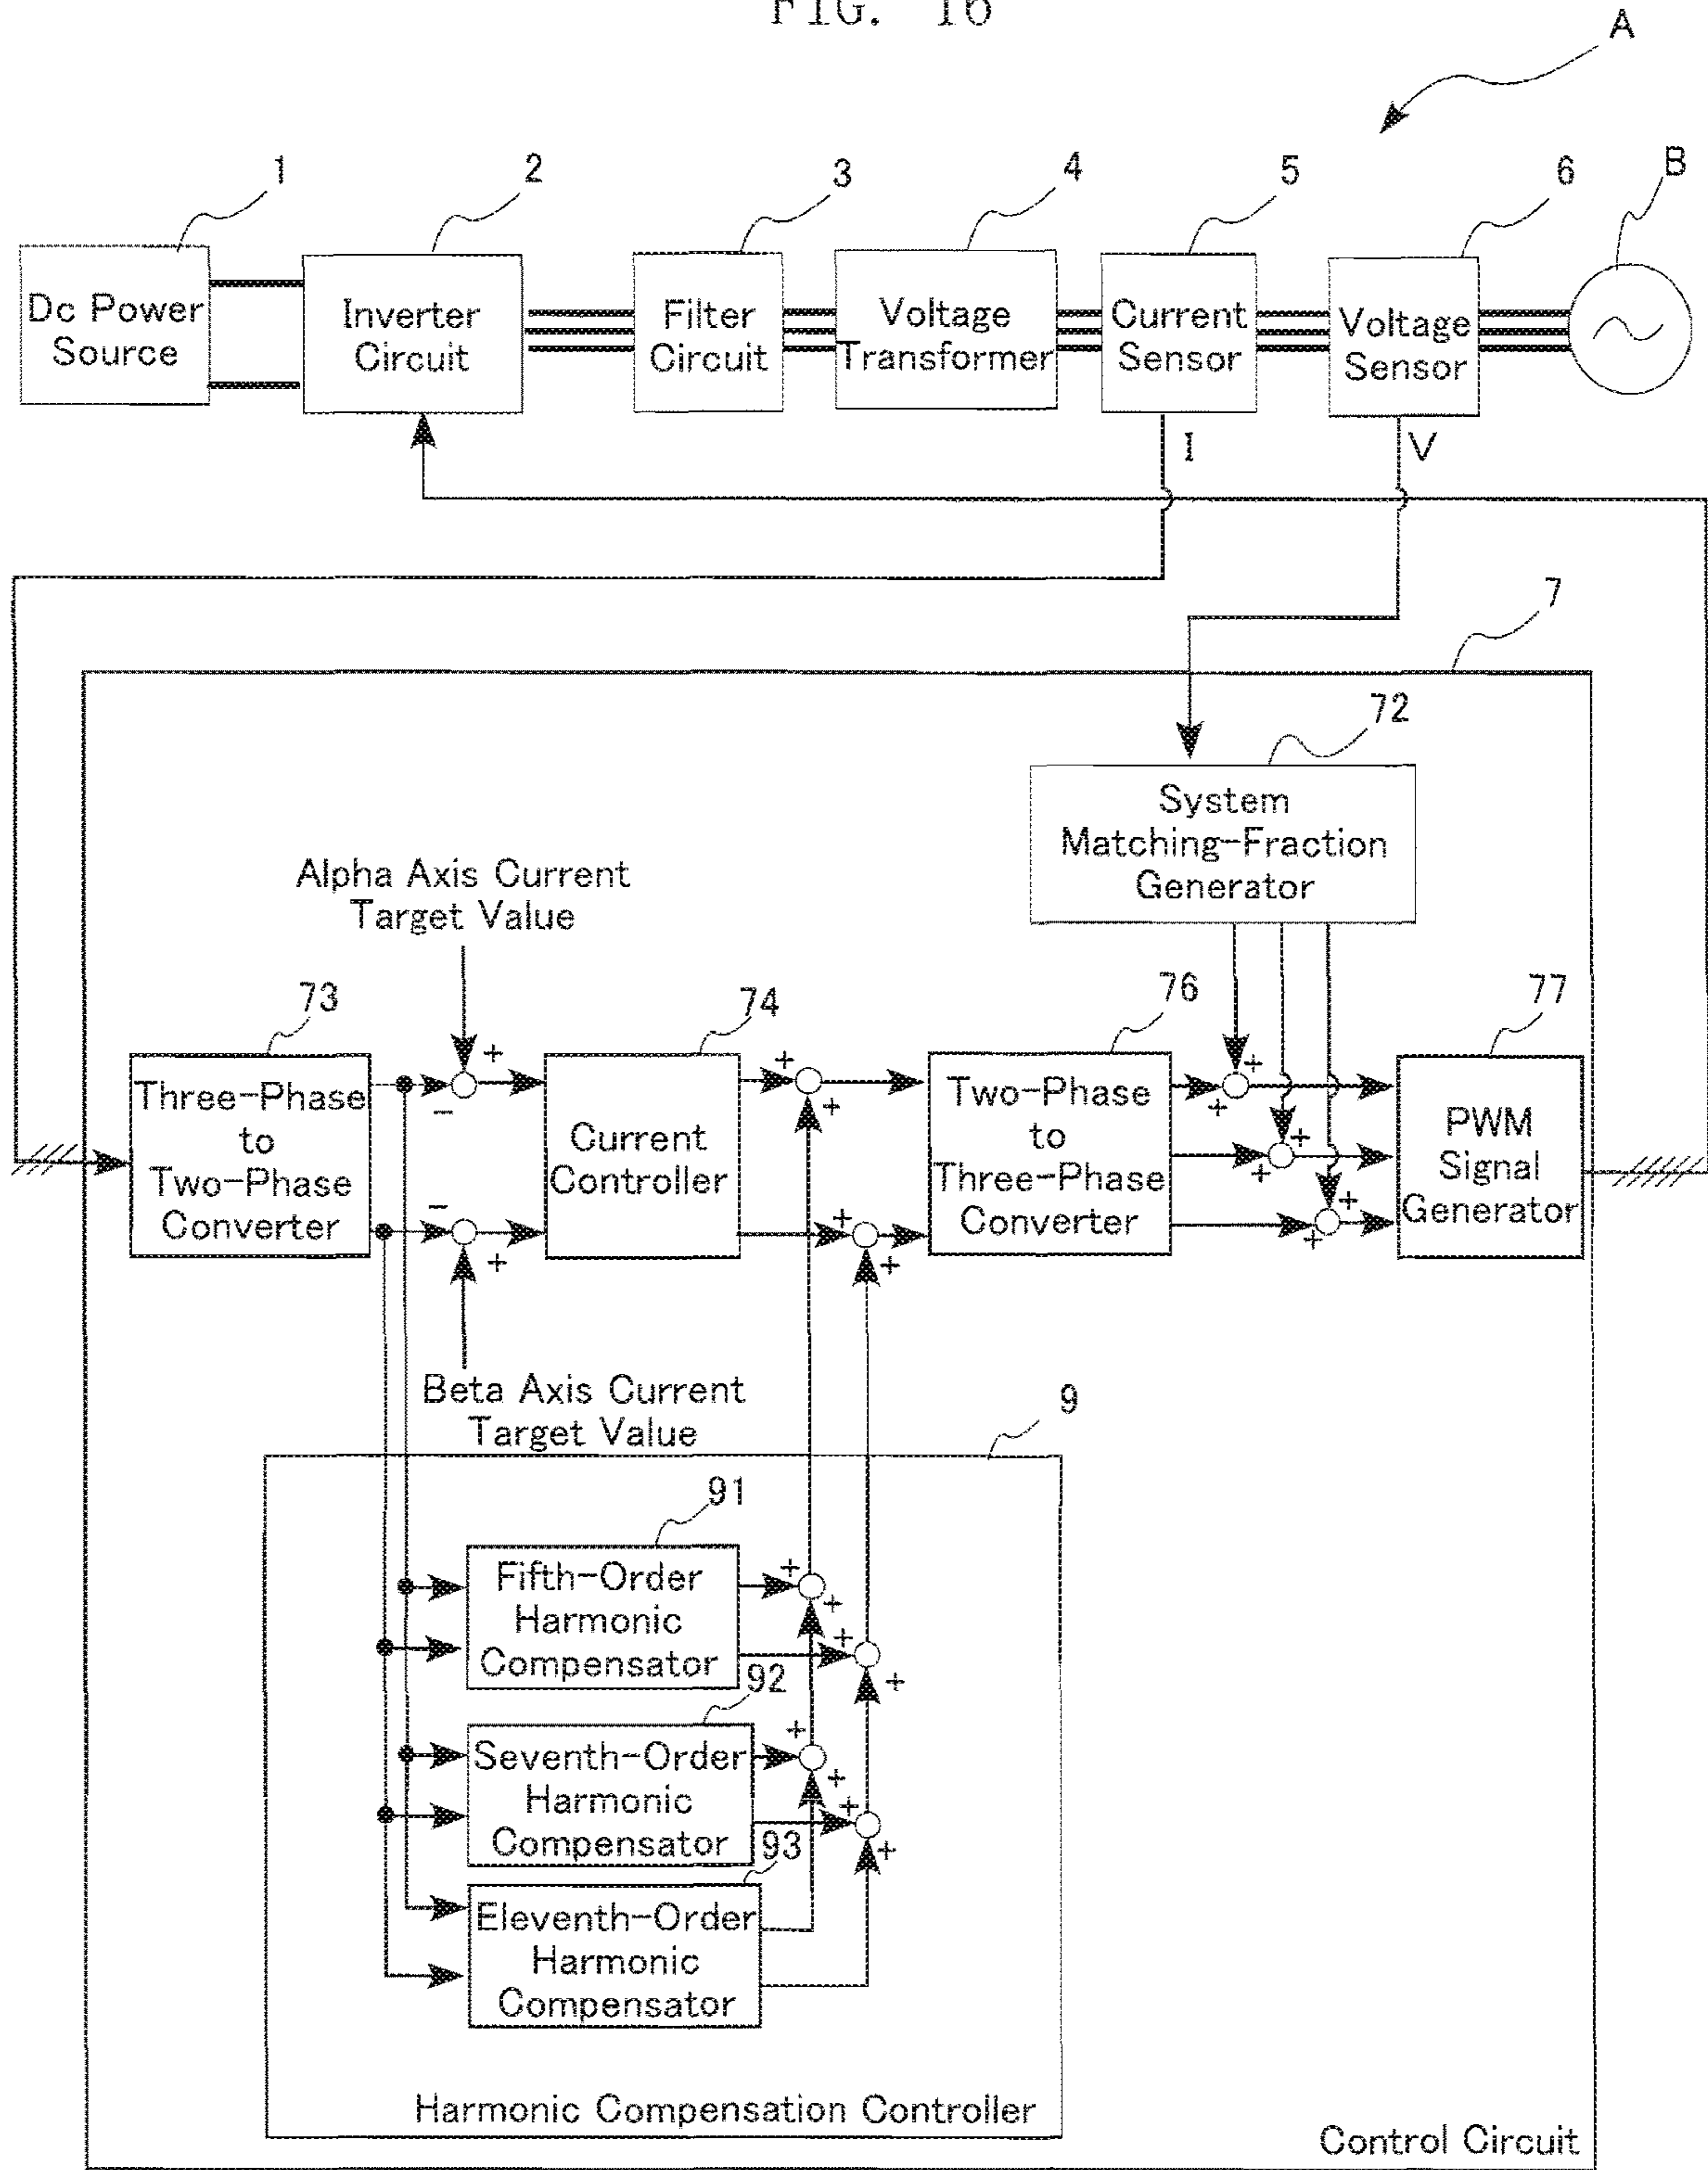 FIG. 16
A
1
2
3
4
5
6
B
Dc Power
Source
Inverter
Circuit
Filter
Circuit
Voltage
Transformer
Current
Sensor
Voltage
Sensor
I
V
7
72
System
Matching-Fraction
Generator
Alpha Axis Current
Target Value
73
74
76
77
Three-Phase
to
Two-Phase
Converter
+
-
-
+
Current
Controller
+
+
+
+
Two-Phase
to
Three-Phase
Converter
+
+
+
+
+
+
PWM
Signal
Generator
Beta Axis Current
Target Value
9
91
Fifth-Order
Harmonic
Compensator
+
+
+
+
92
Seventh-Order
Harmonic
Compensator
+
+
+
+
93
Eleventh-Order
Harmonic
Compensator
Harmonic Compensation Controller
Control Circuit